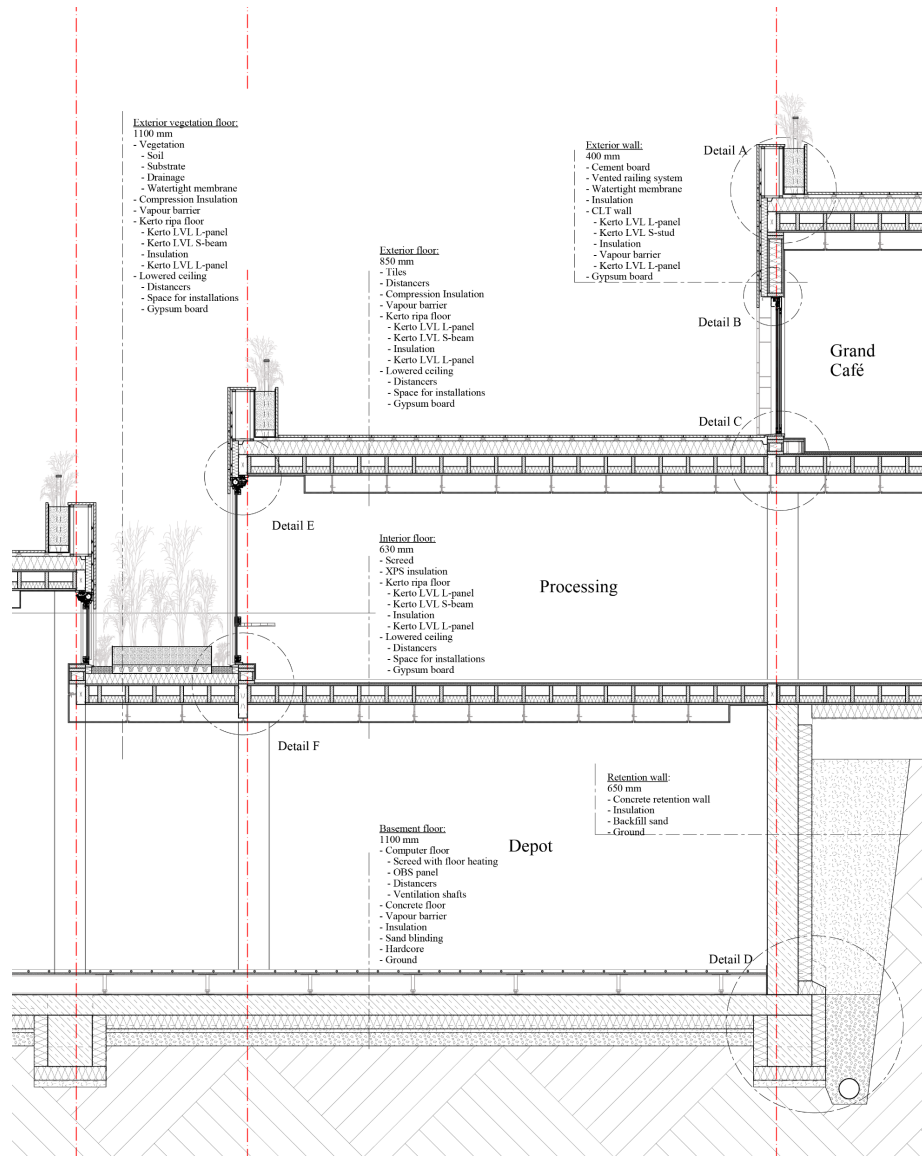 Exterior vegetation floor:
1100 mm
- Vegetation
- Soil
- Substrate
- Drainage
- Watertight membrane
- Compression Insulation
- Vapour barrier
- Kerto ripa floor
- Kerto LVL L-panel
- Kerto LVL S-beam
- Insulation
- Kerto LVL L-panel
- Lowered ceiling
- Distancers
- Space for installations
- Gypsum board
Exterior wall:
400 mm
- Cement board
- Vented railing system
- Watertight membrane
- Insulation
- CLT wall
- Kerto LVL L-panel
- Kerto LVL S-stud
- Insulation
- Vapour barrier
- Kerto LVL L-panel
- Gypsum board
Detail A
Exterior floor:
850 mm
- Tiles
- Distancers
- Compression Insulation
- Vapour barrier
- Kerto ripa floor
- Kerto LVL L-panel
- Kerto LVL S-beam
- Insulation
- Kerto LVL L-panel
- Lowered ceiling
- Distancers
- Space for installations
- Gypsum board
Detail B
Grand
Café
Detail C
Detail E
Interior floor:
630 mm
- Screed
- XPS insulation
- Kerto ripa floor
- Kerto LVL L-panel
- Kerto LVL S-beam
- Insulation
- Kerto LVL L-panel
- Lowered ceiling
- Distancers
- Space for installations
- Gypsum board
Processing
Detail F
Retention wall:
650 mm
- Concrete retention wall
- Insulation
- Backfill sand
- Ground
Basement floor:
1100 mm
- Computer floor
- Screed with floor heating
- OBS panel
- Distancers
- Ventilation shafts
- Concrete floor
- Vapour barrier
- Insulation
- Sand blinding
- Hardcore
- Ground
Depot
Detail D